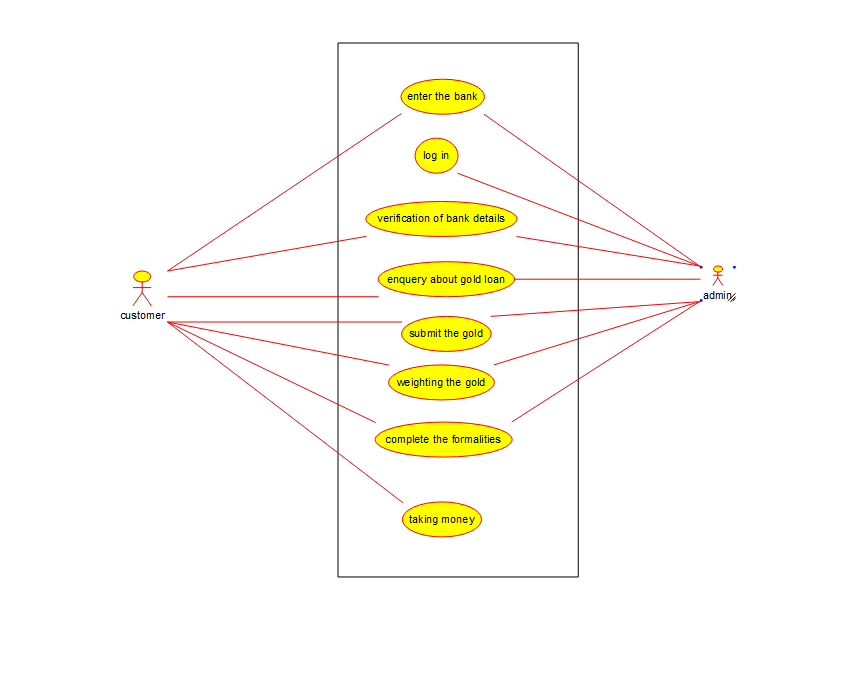 enter the bank
log in
verification of bank details
enquery about gold loan
customer
admin
submit the gold
weighting the gold
complete the formalities
taking money